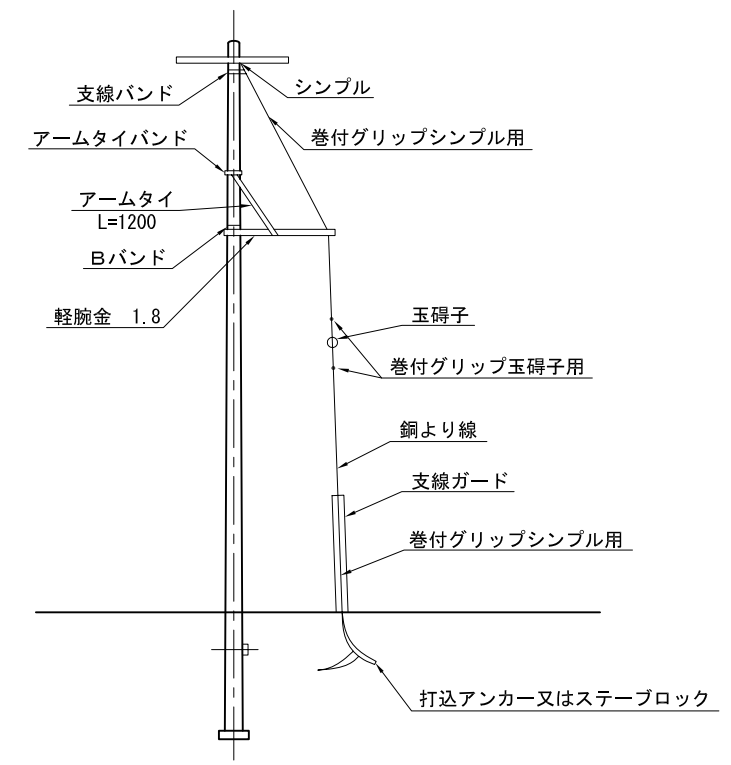 支線バンド
シンプル
アームタイバンド
巻付グリップシンプル用
アームタイ
L=1200
Bバンド
軽腕金 1.8
玉碍子
巻付グリップ玉碍子用
銅より線
支線ガード
巻付グリップシンプル用
打込アンカー又はステーブロック